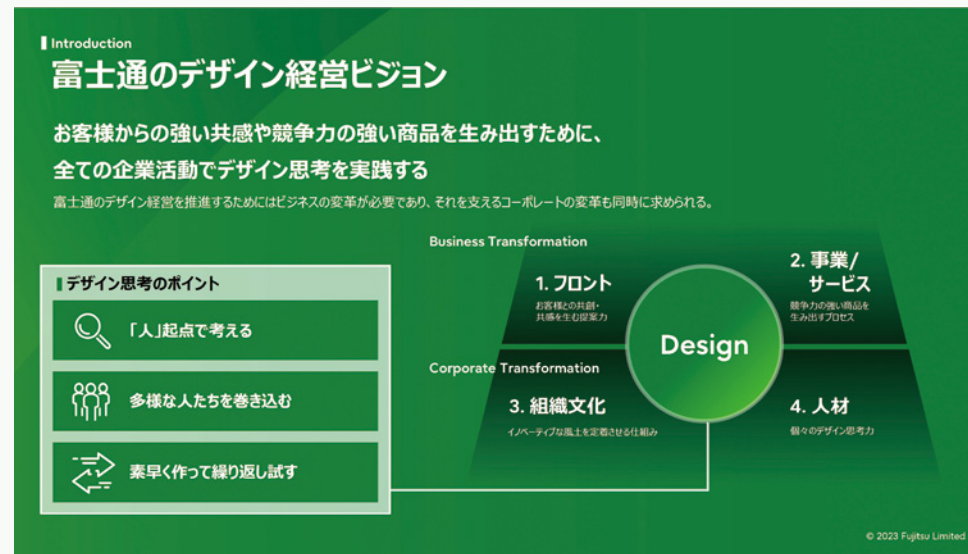 Introduction
富士通のデザイン経営ビジョン
お客様からの強い共感や競争力の強い商品を生み出すために、
全ての企業活動でデザイン思考を実践する
富士通のデザイン経営を推進するためにはビジネスの変革が必要であり、それを支えるコーポレートの変革も同時に求められる。
デザイン思考のポイント
「人」起点で考える
多様な人たちを巻き込む
素早く作って繰り返し試す
Business Transformation
1. フロント
お客様との共創・
共感を生む提案力
2. 事業/
サービス
競争力の強い商品を
生み出すプロセス
Design
Corporate Transformation
3. 組織文化
イノベーティブな風土を定着させる仕組み
4. 人材
個々のデザイン思考力
© 2023 Fujitsu Limited